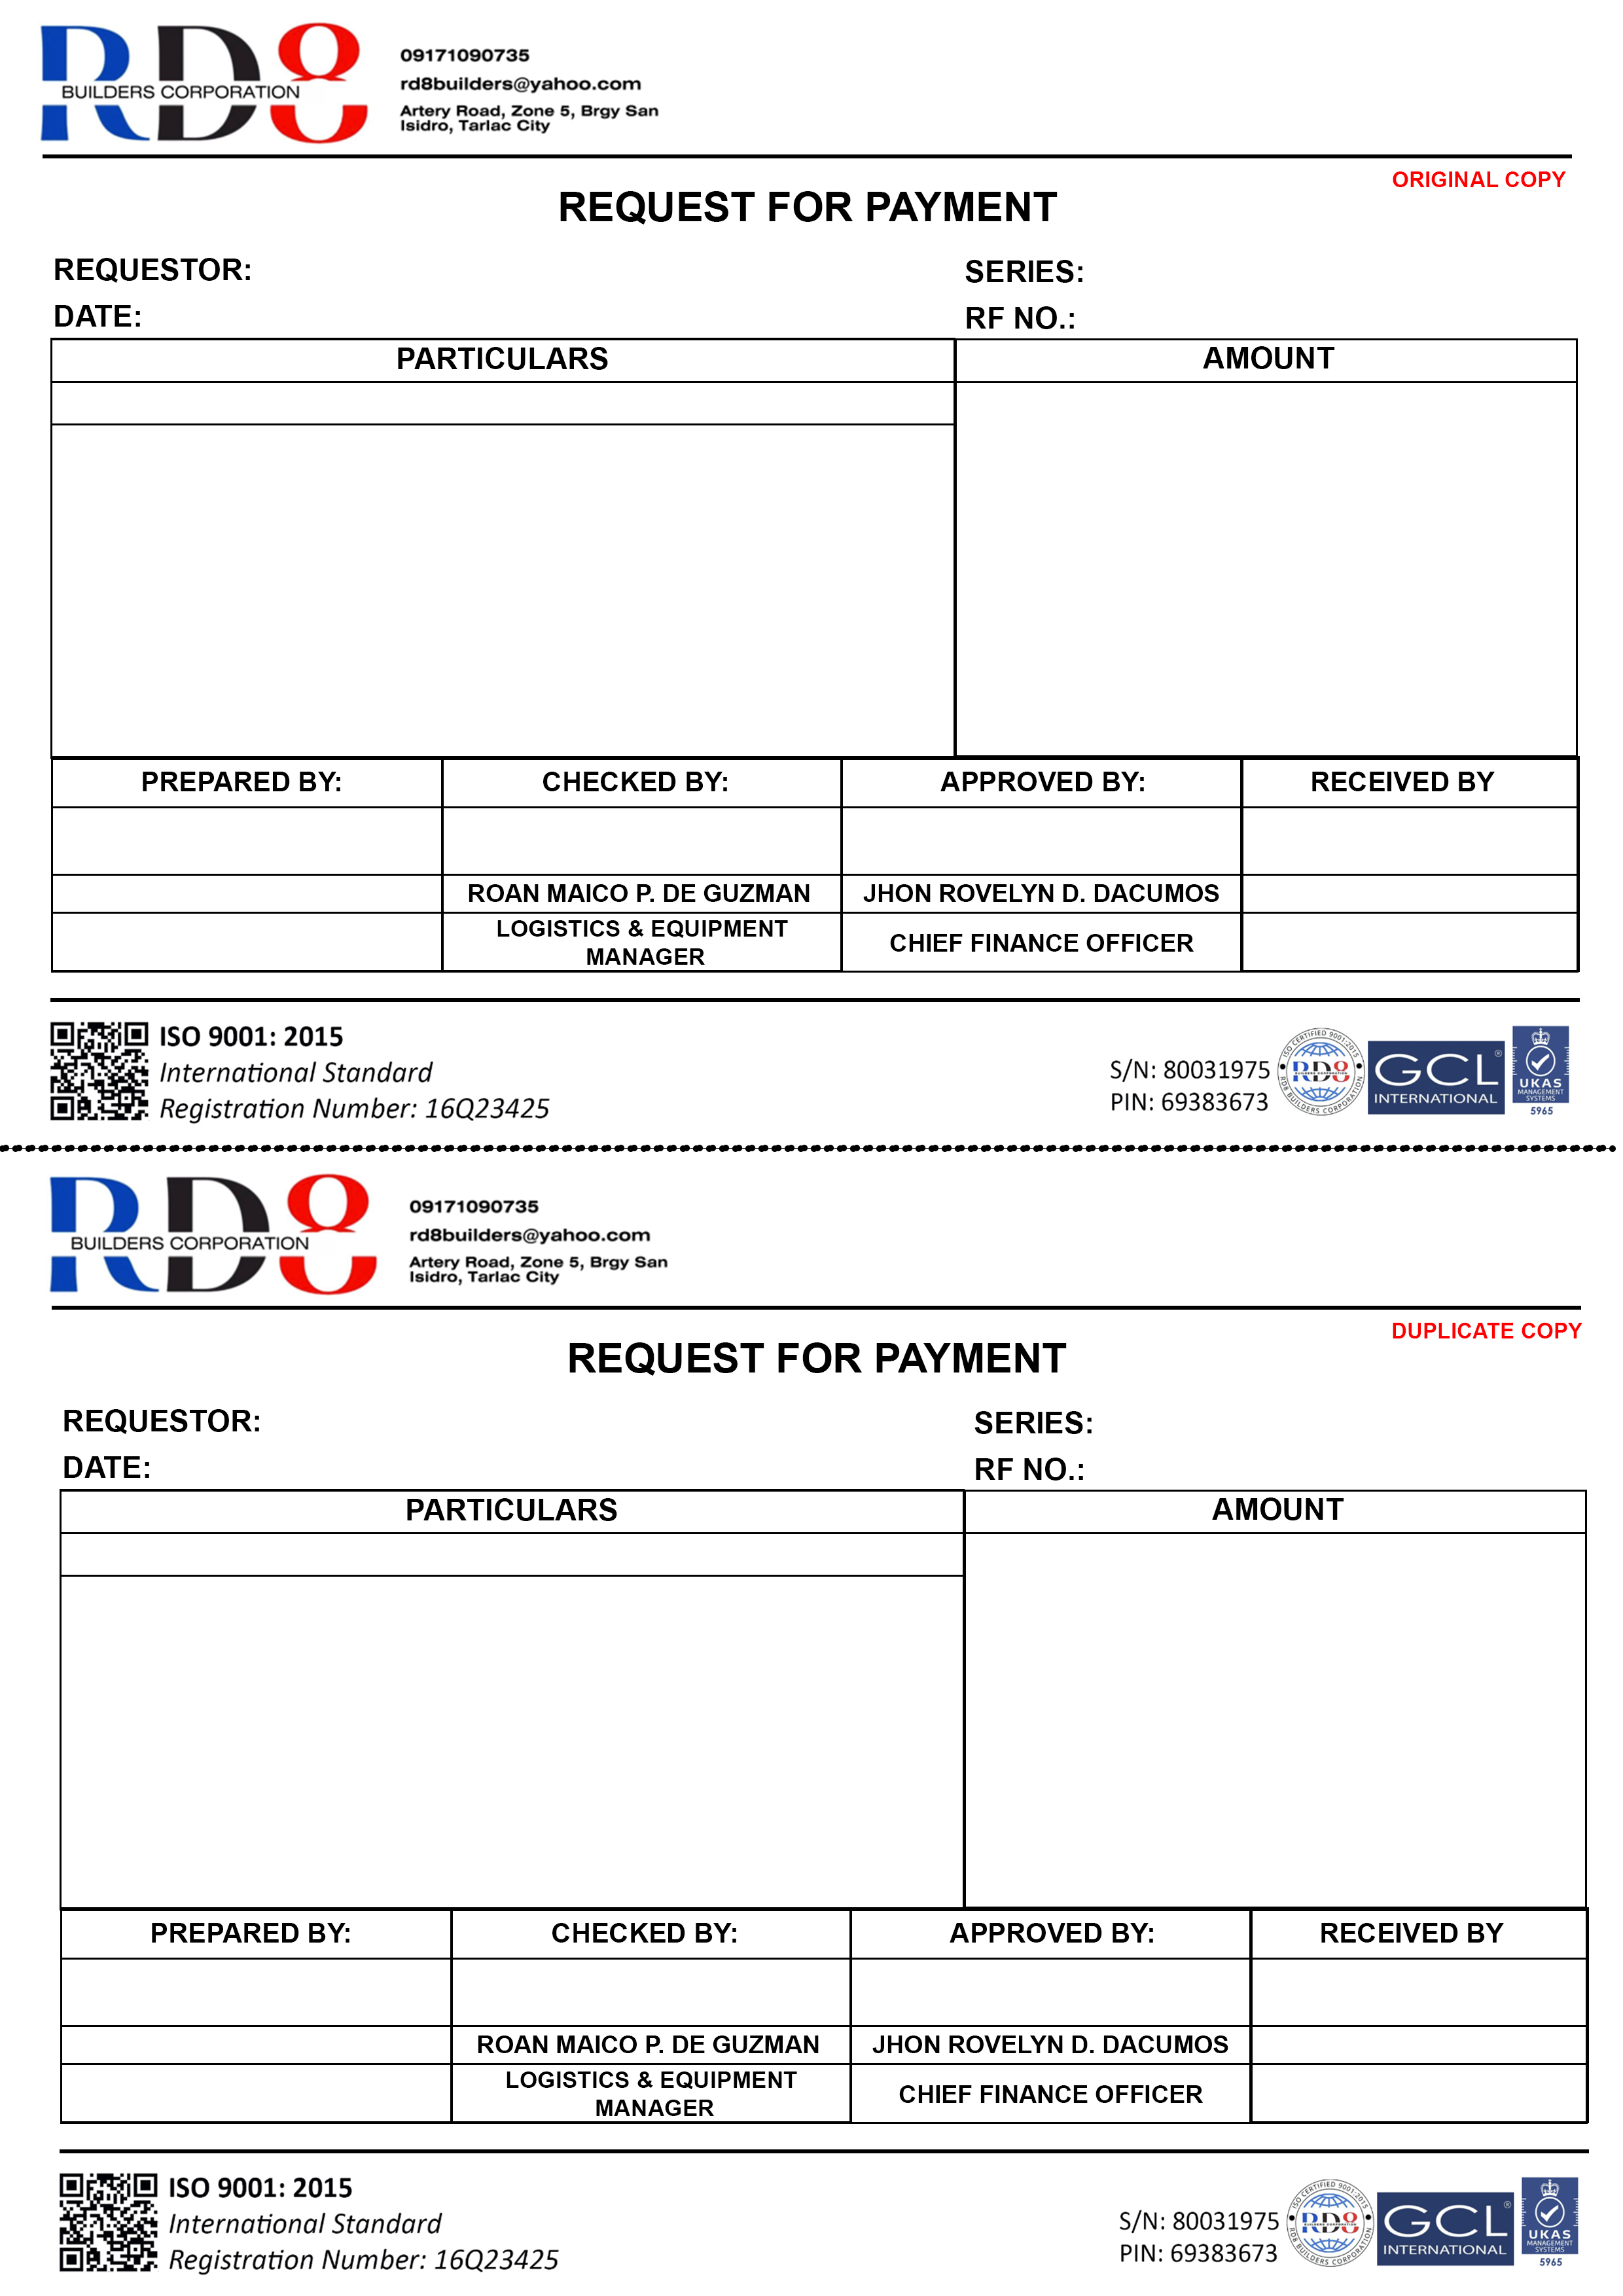 RD8
BUILDERS CORPORATION
09171090735
rd8builders@yahoo.com
Artery Road, Zone 5, Brgy San
Isidro, Tarlac City
ORIGINAL COPY
REQUEST FOR PAYMENT
REQUESTOR:
SERIES:
DATE:
RF NO.:
PARTICULARS
AMOUNT
PREPARED BY:
CHECKED BY:
APPROVED BY:
RECEIVED BY
ROAN MAICO P. DE GUZMAN
JHON ROVELYN D. DACUMOS
LOGISTICS & EQUIPMENT
MANAGER
CHIEF FINANCE OFFICER
ISO 9001: 2015
International Standard
Registration Number: 16Q23425
S/N: 80031975
PIN: 69383673
ISO CERTIFIED 9001:2015
RD8
BUILDERS CORPORATION
RD8 BUILDERS CORPORATION
GCL®
INTERNATIONAL
UKAS
MANAGEMENT
SYSTEMS
5965
RD8
BUILDERS CORPORATION
09171090735
rd8builders@yahoo.com
Artery Road, Zone 5, Brgy San
Isidro, Tarlac City
DUPLICATE COPY
REQUEST FOR PAYMENT
REQUESTOR:
SERIES:
DATE:
RF NO.:
PARTICULARS
AMOUNT
PREPARED BY:
CHECKED BY:
APPROVED BY:
RECEIVED BY
ROAN MAICO P. DE GUZMAN
JHON ROVELYN D. DACUMOS
LOGISTICS & EQUIPMENT
MANAGER
CHIEF FINANCE OFFICER
ISO 9001: 2015
International Standard
Registration Number: 16Q23425
S/N: 80031975
PIN: 69383673
ISO CERTIFIED 9001:2015
RD8
BUILDERS CORPORATION
RD8 BUILDERS CORPORATION
GCL®
INTERNATIONAL
UKAS
MANAGEMENT
SYSTEMS
5965